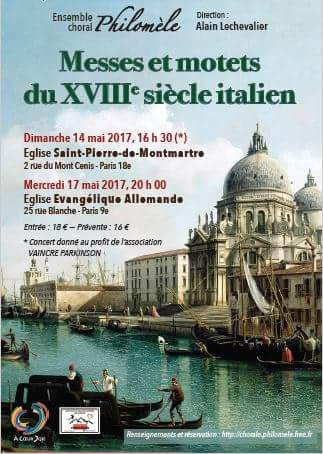 Ensemble
choral Philomèle
Direction :
Alain Lechevalier
Messes et motets
du XVIIIe siècle italien
Dimanche 14 mai 2017, 16 h 30 (*)
Eglise Saint-Pierre-de-Montmartre
2 rue du Mont Cenis - Paris 18e
Mercredi 17 mai 2017, 20 h 00
Eglise Evangélique Allemande
25 rue Blanche - Paris 9e
Entrée : 18 € – Prévente : 16 €
* Concert donné au profit de l'association
VAINCRE PARKINSON
À Cœur Joie
Renseignements et réservation : http://chorale.philomele.free.fr